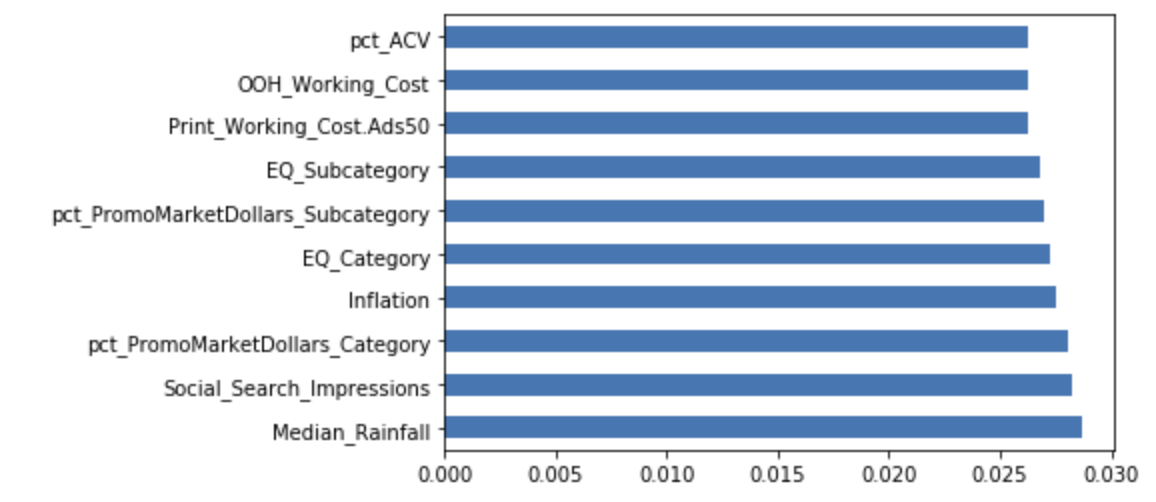 pct_ACV
OOH_Working_Cost
Print_Working_Cost.Ads50
EQ_Subcategory
pct_PromoMarketDollars_Subcategory
EQ_Category
Inflation
pct_PromoMarketDollars_Category
Social_Search_Impressions
Median_Rainfall
0.000 0.005 0.010 0.015 0.020 0.025 0.030